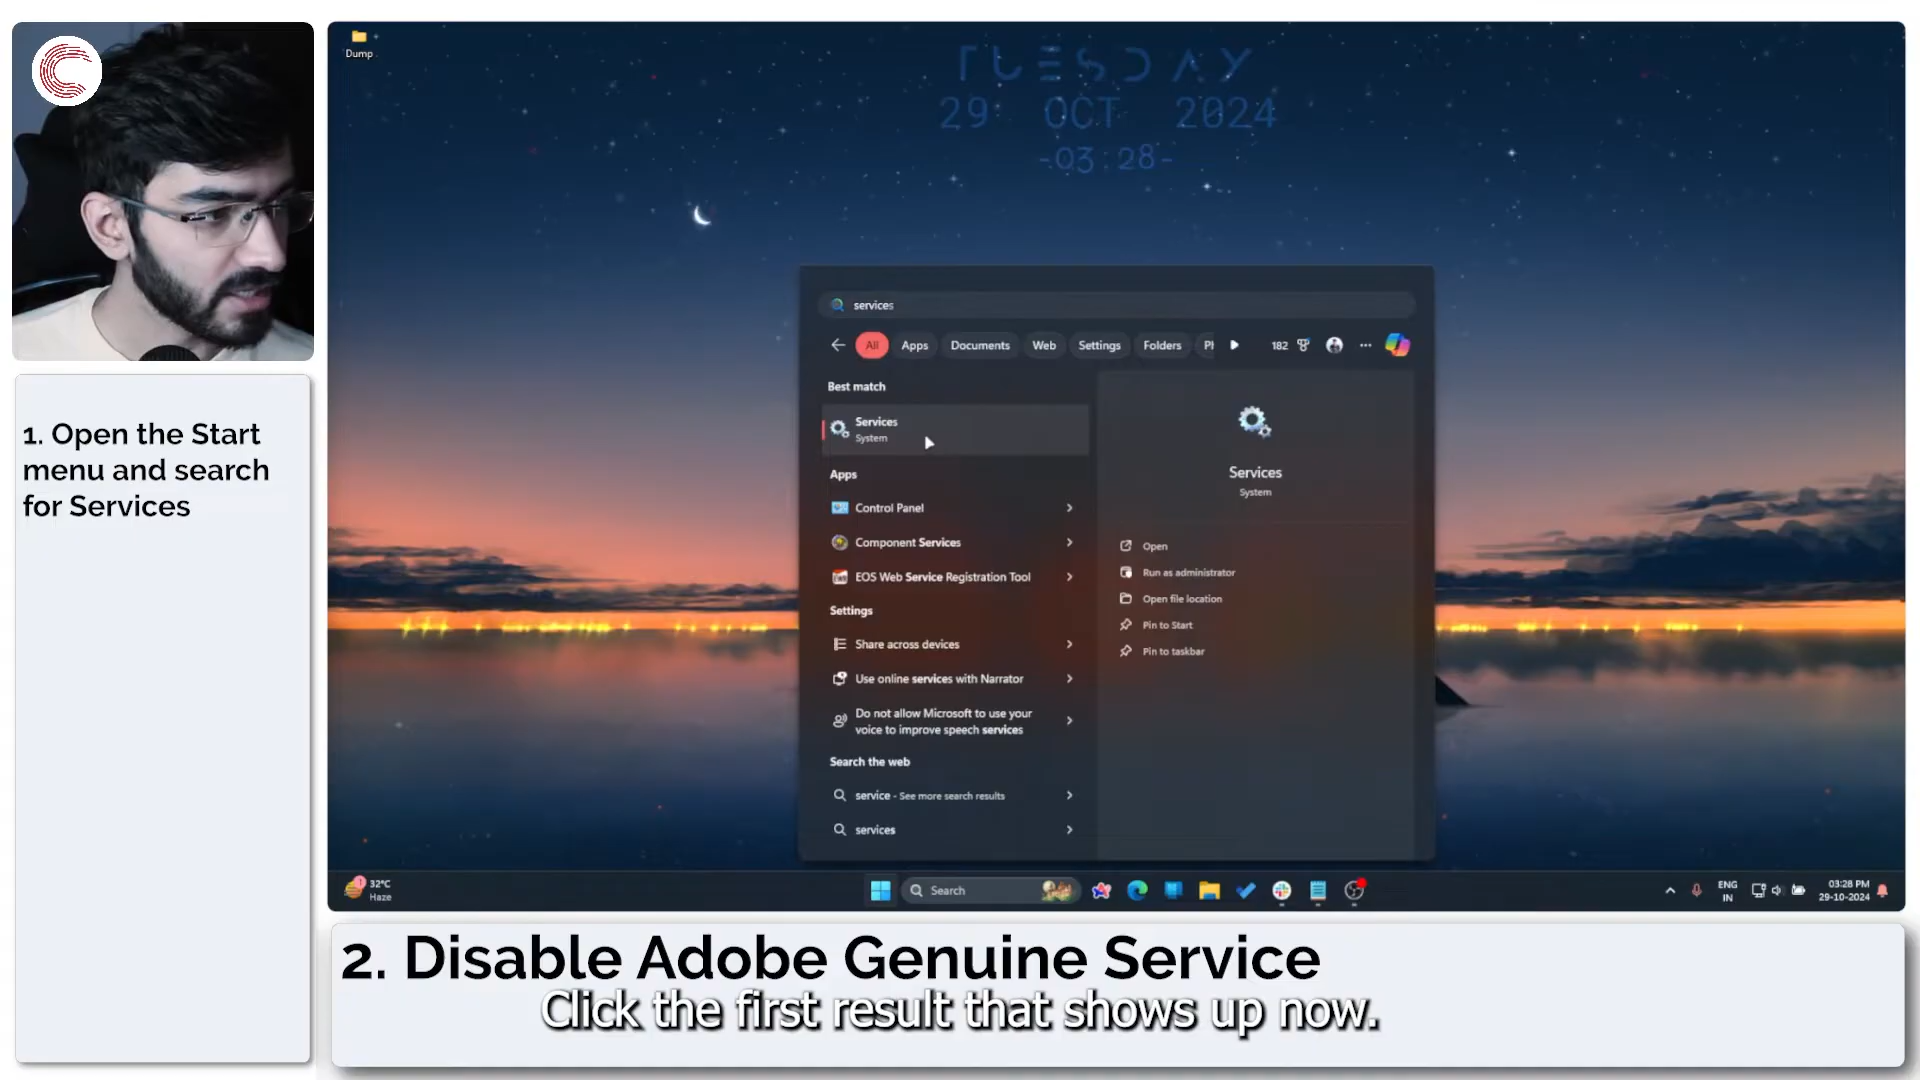 1. Open the Start
menu and search
for Services
Dump
TUESDAY
29 OCT 2024
-03:28-
services
All
Apps
Documents
Web
Settings
Folders
182
Best match
Services
System
Apps
Control Panel
Component Services
EOS Web Service Registration Tool
Settings
Share across devices
Use online services with Narrator
Do not allow Microsoft to use your
voice to improve speech services
Search the web
service - See more search results
services
Services
System
Open
Run as administrator
Open file location
Pin to Start
Pin to taskbar
32°C
Haze
Search
ENG
IN
03:28 PM
29-10-2024
2. Disable Adobe Genuine Service
Click the first result that shows up now.